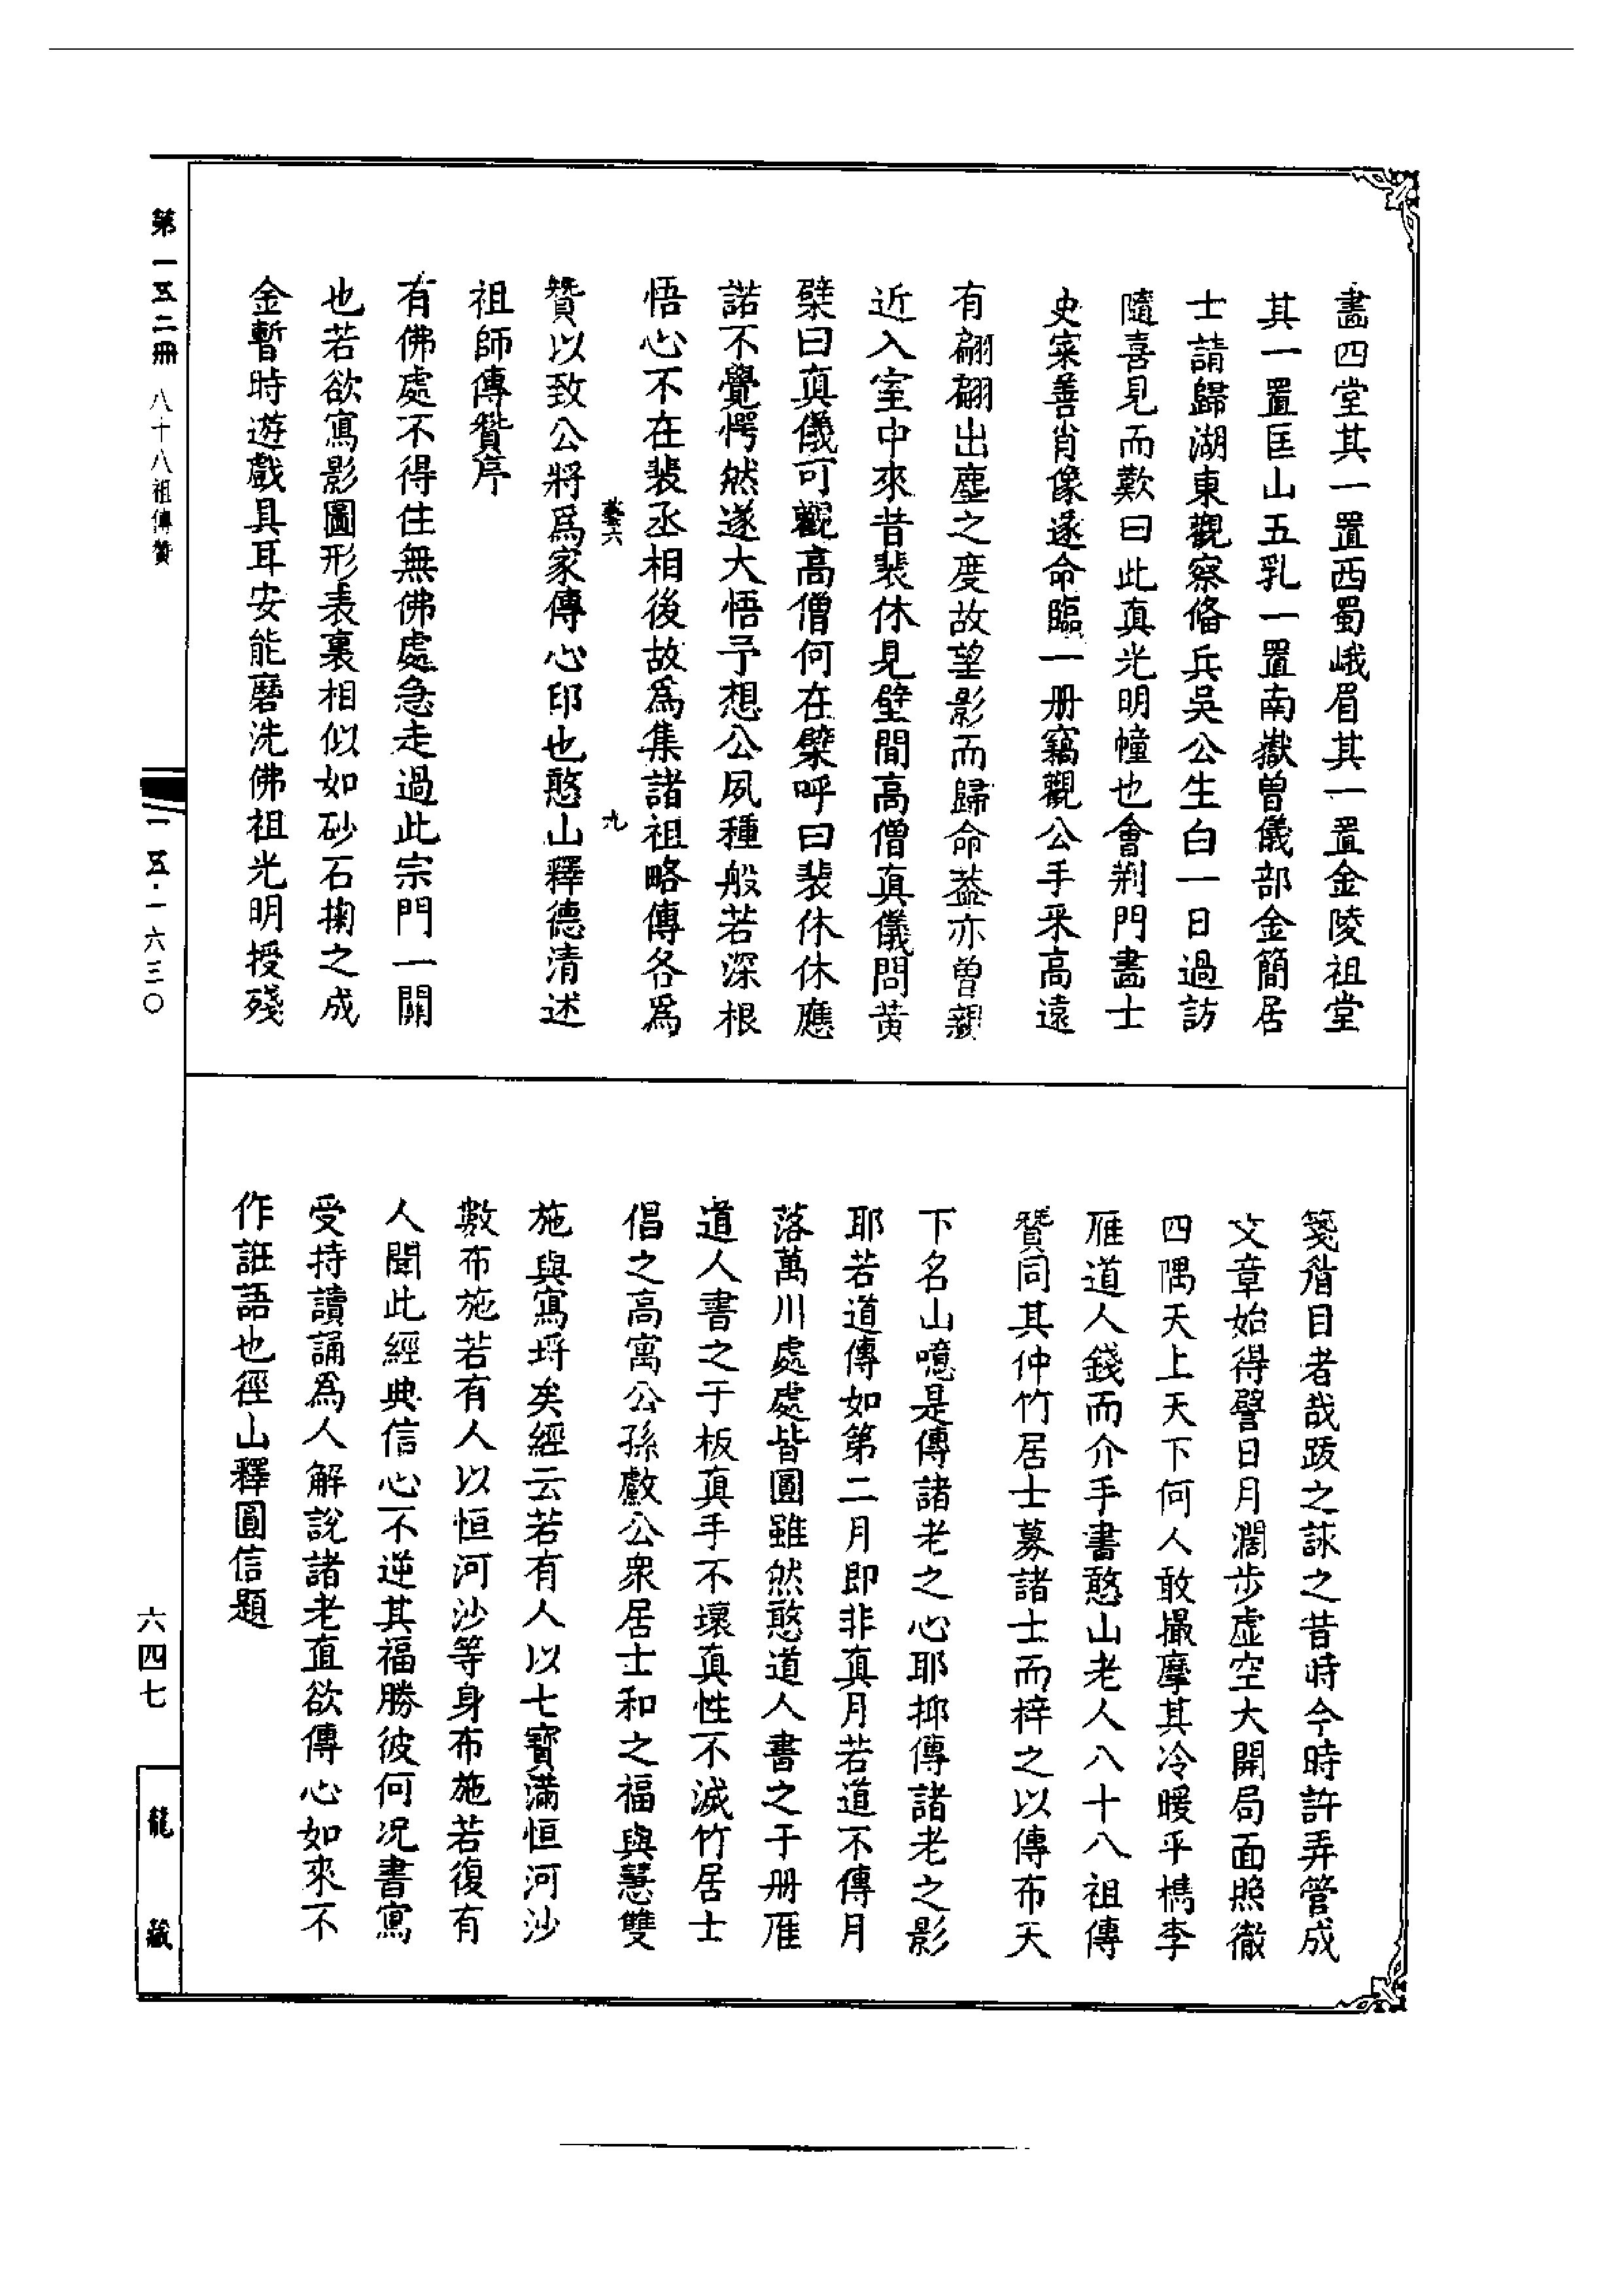 畵四堂其一置西蜀峨眉其一置金陵祖堂
其一置匡山五乳一置南嶽曽儀部金簡居
士請歸湖東觀察俻兵吳公生白一日過訪
隨喜見而歎曰此真光明幢也會荆門畵士
史寀善肖像遂命臨一册竊觀公手采高遠
有翩翩出塵之度故望影而歸命葢亦曽親
近入室中來昔裴休見壁間高僧真儀問黄
檗曰真儀可觀高僧何在檗呼曰裴休休應
諾不覺愕然遂大悟予想公夙種般若深根
悟心不在裴丞相後故爲集諸祖略傳各爲
藝六
九
贊以致公將爲家傳心印也憨山釋德清述
祖師傳贊序
有佛處不得住無佛處急走過此宗門一關
也若欲寫影圖形表裏相似如砂石掬之成
金暫時遊戲具耳安能磨洗佛祖光明授殘
第一五二冊 八十八祖傳贊
一五·一六三〇
箋眥目者哉跋之詠之昔時今時許弄管成
文章始得譬日月濶步虚空大開局面照徹
四隅天上天下何人敢撮摩其冷暖乎檇李
雁道人錢而介手書憨山老人八十八祖傳
贊同其仲竹居士募諸士而梓之以傳布天
下名山噫是傳諸老之心耶抑傳諸老之影
耶若道傳如第二月即非真月若道不傳月
落萬川處處皆圓雖然憨道人書之于册雁
道人書之于板真手不壞真性不滅竹居士
倡之高寓公孫戲公衆居士和之福與慧雙
施與寫埒矣經云若有人以七寳滿恒河沙
數布施若有人以恒河沙等身布施若復有
人聞此經典信心不逆其福勝彼何况書寫
受持讀誦爲人解說諸老直欲傳心如來不
作誑語也徑山釋圓信題
六四七
龍藏